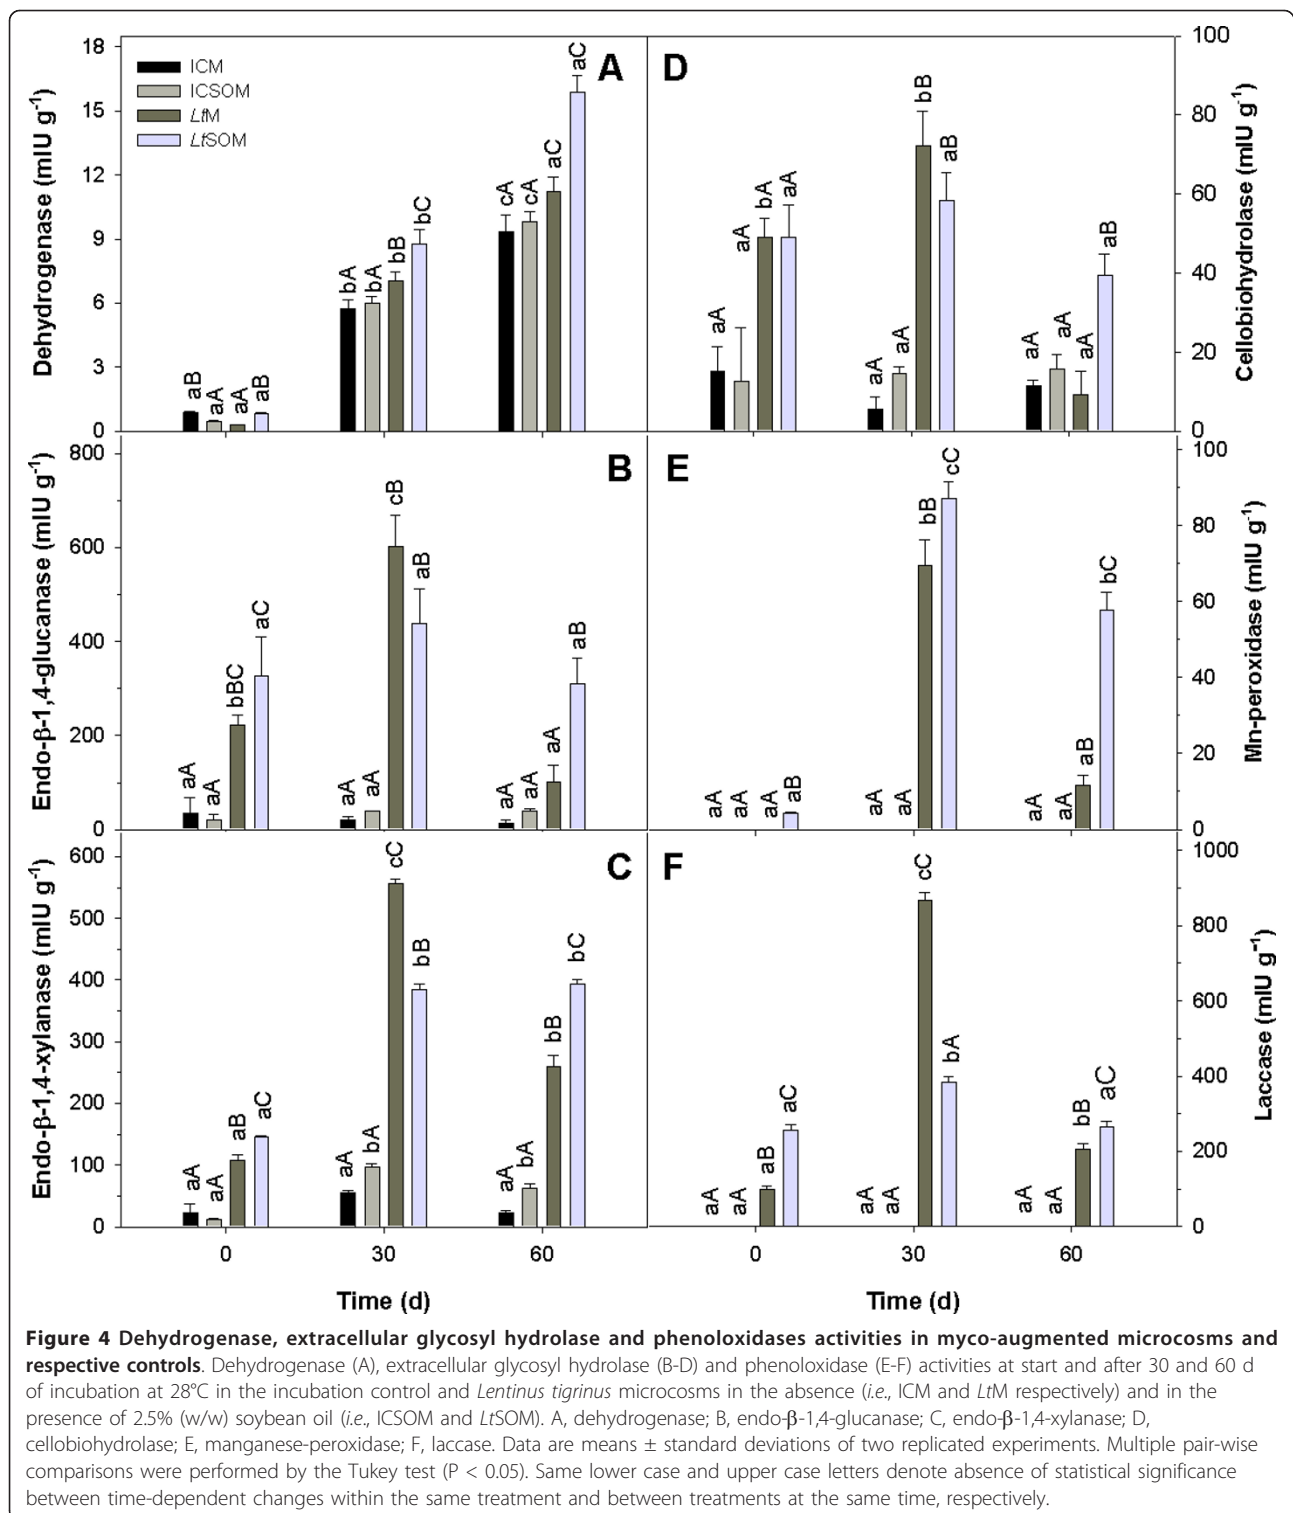 18
15
12
9
6
3
0
Dehydrogenase (mIU g-1)
ICM
ICSOM
LtM
LtSOM
A
aB
aA
aA
aB
bA
bA
bB
bC
cA
cA
aC
aC
D
100
80
60
40
20
0
Cellobiohydrolase (mIU g-1)
aA
aA
bA
aA
aA
aA
bB
aB
aA
aA
aA
aB
800
600
400
200
0
Endo-β-1,4-glucanase (mIU g-1)
B
aA
aA
bBC
aC
aA
aA
cB
aB
aA
aA
aA
aB
E
100
80
60
40
20
0
Mn-peroxidase (mIU g-1)
aA
aA
aA
aB
aA
aA
bB
cC
aA
aA
aB
bC
600
500
400
300
200
100
0
Endo-β-1,4-xylanase (mIU g-1)
C
aA
aA
aB
aC
aA
bA
cC
bB
aA
bA
bB
bC
0
30
60
Time (d)
F
1000
800
600
400
200
0
Laccase (mIU g-1)
aA
aA
aB
aC
aA
aA
cC
bA
aA
aA
bB
aC
0
30
60
Time (d)
Figure 4 Dehydrogenase, extracellular glycosyl hydrolase and phenoloxidases activities in myco-augmented microcosms and
respective controls. Dehydrogenase (A), extracellular glycosyl hydrolase (B-D) and phenoloxidase (E-F) activities at start and after 30 and 60 d
of incubation at 28°C in the incubation control and Lentinus tigrinus microcosms in the absence (i.e., ICM and LtM respectively) and in the
presence of 2.5% (w/w) soybean oil (i.e., ICSOM and LtSOM). A, dehydrogenase; B, endo-β-1,4-glucanase; C, endo-β-1,4-xylanase; D,
cellobiohydrolase; E, manganese-peroxidase; F, laccase. Data are means ± standard deviations of two replicated experiments. Multiple pair-wise
comparisons were performed by the Tukey test (P < 0.05). Same lower case and upper case letters denote absence of statistical significance
between time-dependent changes within the same treatment and between treatments at the same time, respectively.